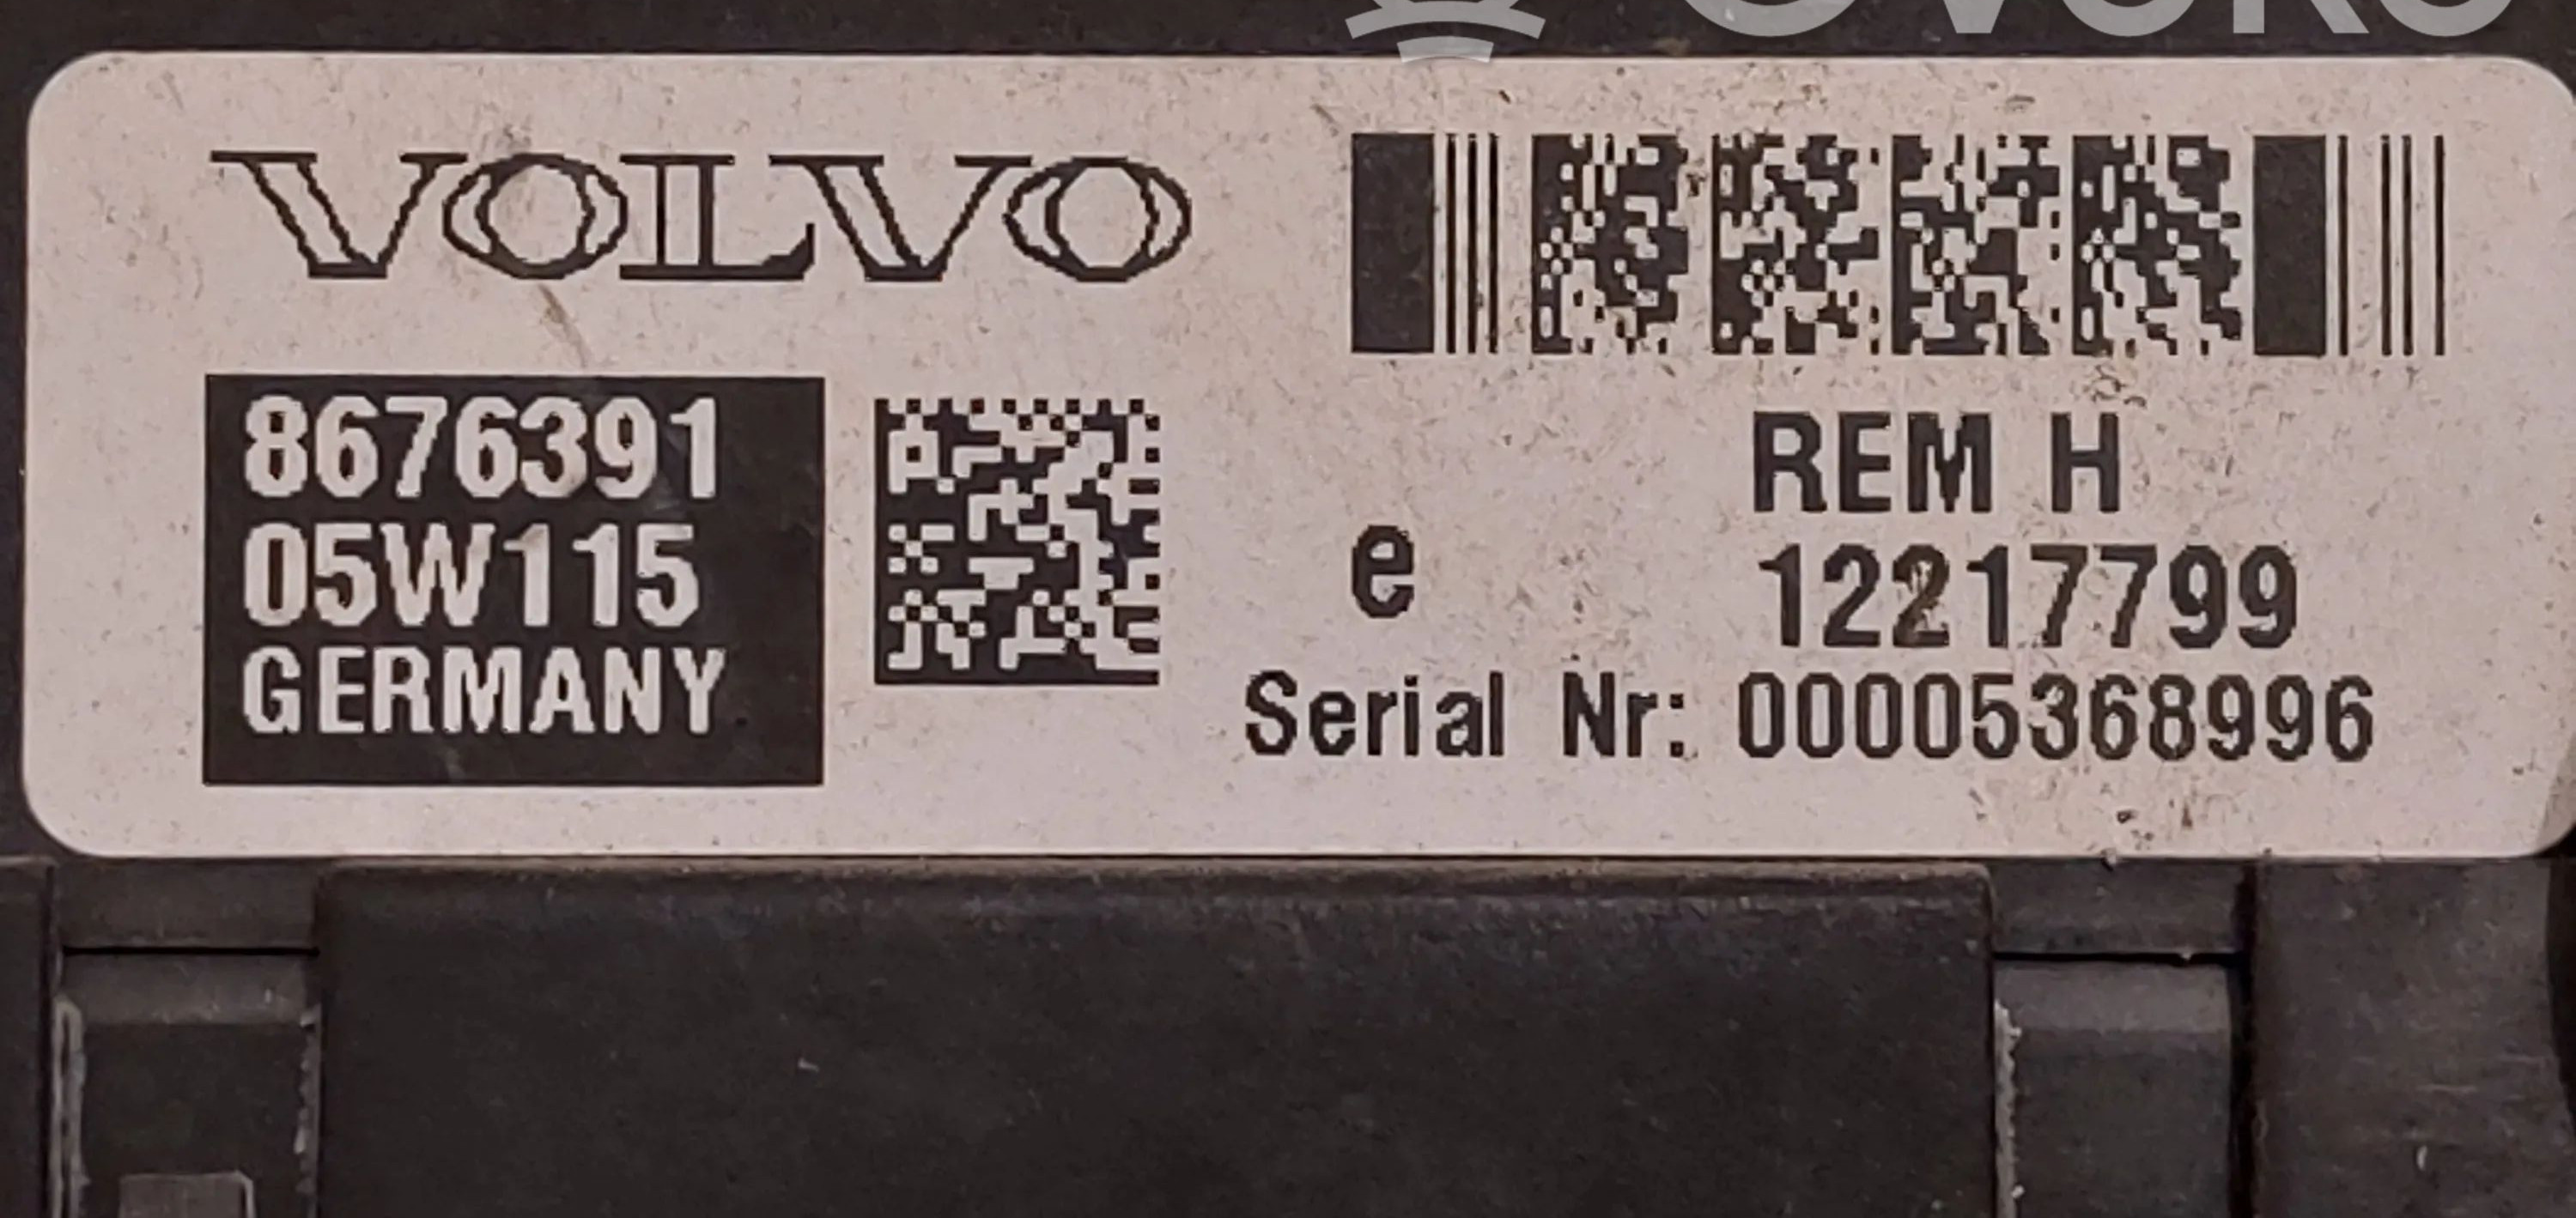 VOLVO
8676391
05W115
GERMANY
REM H
e
12217799
Serial Nr: 00005368996